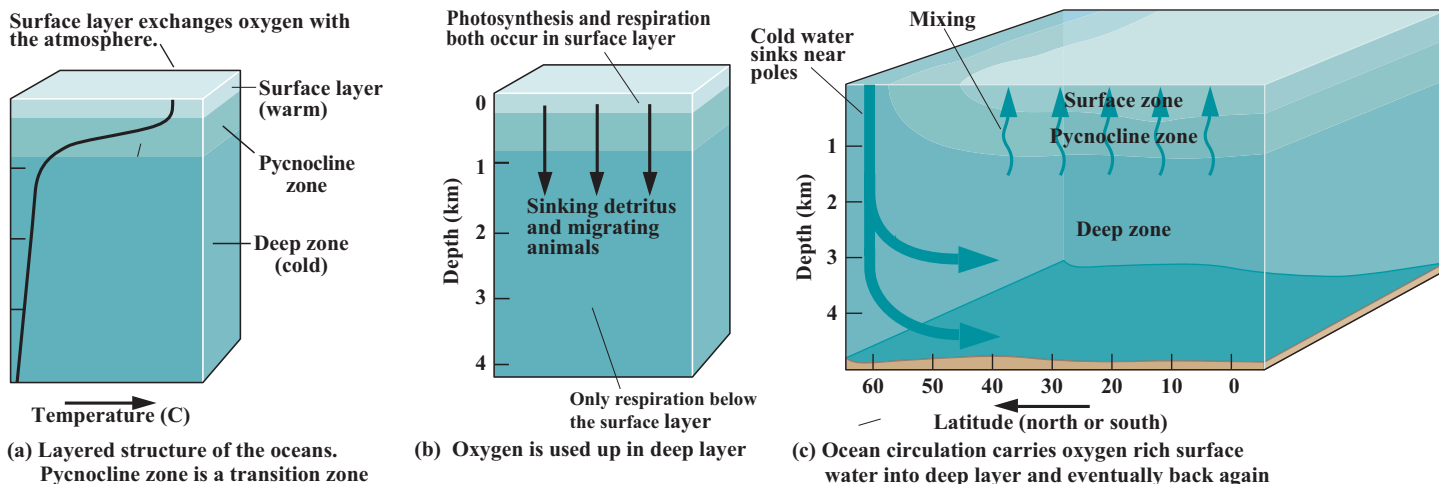 Surface layer exchanges oxygen with
the atmosphere.
Surface layer
(warm)
Pycnocline
zone
Deep zone
(cold)
Temperature (C)
(a) Layered structure of the oceans.
Pycnocline zone is a transition zone
Photosynthesis and respiration
both occur in surface layer
0
1
2
3
4
Depth (km)
Sinking detritus
and migrating
animals
Only respiration below
the surface layer
(b) Oxygen is used up in deep layer
Mixing
Cold water
sinks near
poles
Surface zone
Pycnocline zone
Deep zone
1
2
3
4
Depth (km)
60 50 40 30 20 10 0
Latitude (north or south)
(c) Ocean circulation carries oxygen rich surface
water into deep layer and eventually back again